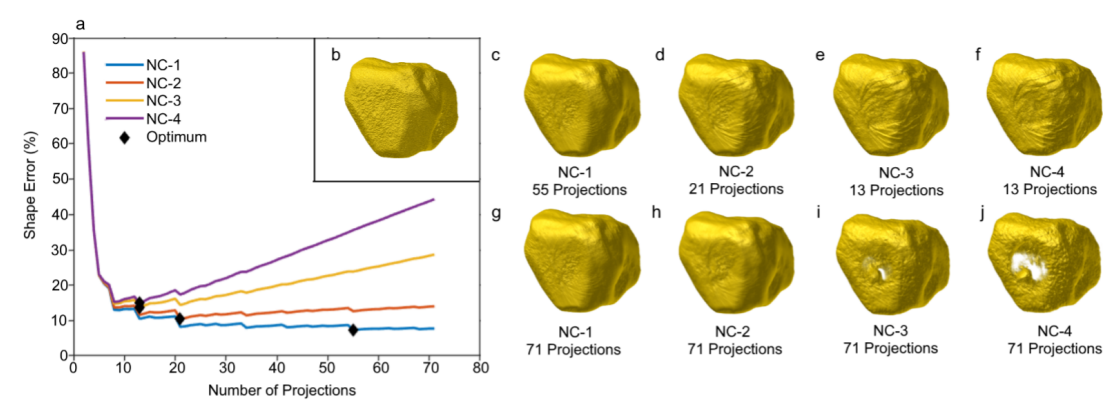 a
90
80
70
60
50
40
30
20
10
0
Shape Error (%)
NC-1
NC-2
NC-3
NC-4
Optimum
0 10 20 30 40 50 60 70 80
Number of Projections
b
c
NC-1
55 Projections
d
NC-2
21 Projections
e
NC-3
13 Projections
f
NC-4
13 Projections
g
NC-1
71 Projections
h
NC-2
71 Projections
i
NC-3
71 Projections
j
NC-4
71 Projections